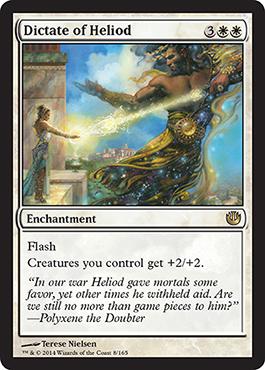 Dictate of Heliod 3
Enchantment
Flash
Creatures you control get +2/+2.
“In our war Heliod gave mortals some
favor, yet other times he withheld aid. Are
we still no more than game pieces to him?”
—Polyxene the Doubter
Terese Nielsen
™ & © 2014 Wizards of the Coast 8/165